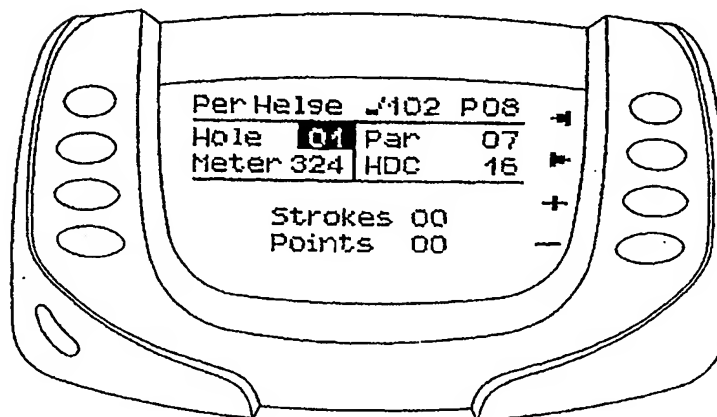 Per Helse 102 P08
Hole 01 Par 07
Meter 324 HDC 16
Strokes 00
Points 00
+
-